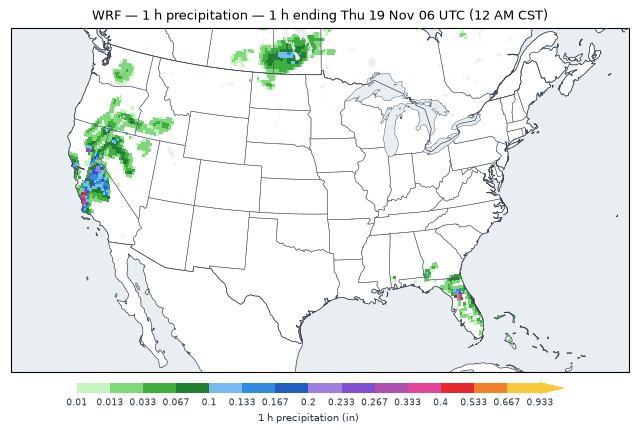 WRF — 1 h precipitation — 1 h ending Thu 19 Nov 06 UTC (12 AM CST)
0.01 0.013 0.033 0.067 0.1 0.133 0.167 0.2 0.233 0.267 0.333 0.4 0.533 0.667 0.933
1 h precipitation (in)